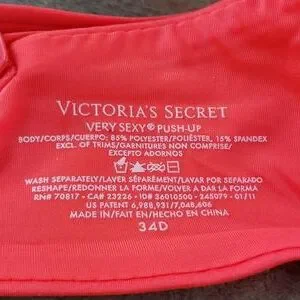 VICTORIA'S SECRET
VERY SEXY® PUSH-UP
BODY/CORPS/CUERPO: 85% POLYESTER/POLIÉSTER, 15% SPANDEX
EXCL. OF TRIMS/GARNITURES NON COMPRISE/
EXCEPTO ADORNOS
WASH SEPARATELY/LAVER SÉPARÉMENT/LAVAR POR SEPARADO
RESHAPE/REDONNER LA FORME/VOLVER A DAR LA FORMA
RN# 70817 - CA# 23226 - ID# 36010500 - 245079 - 01/11
US PATENT 6,988,931/7,048,606
MADE IN/FAIT EN/HECHO EN CHINA
34D